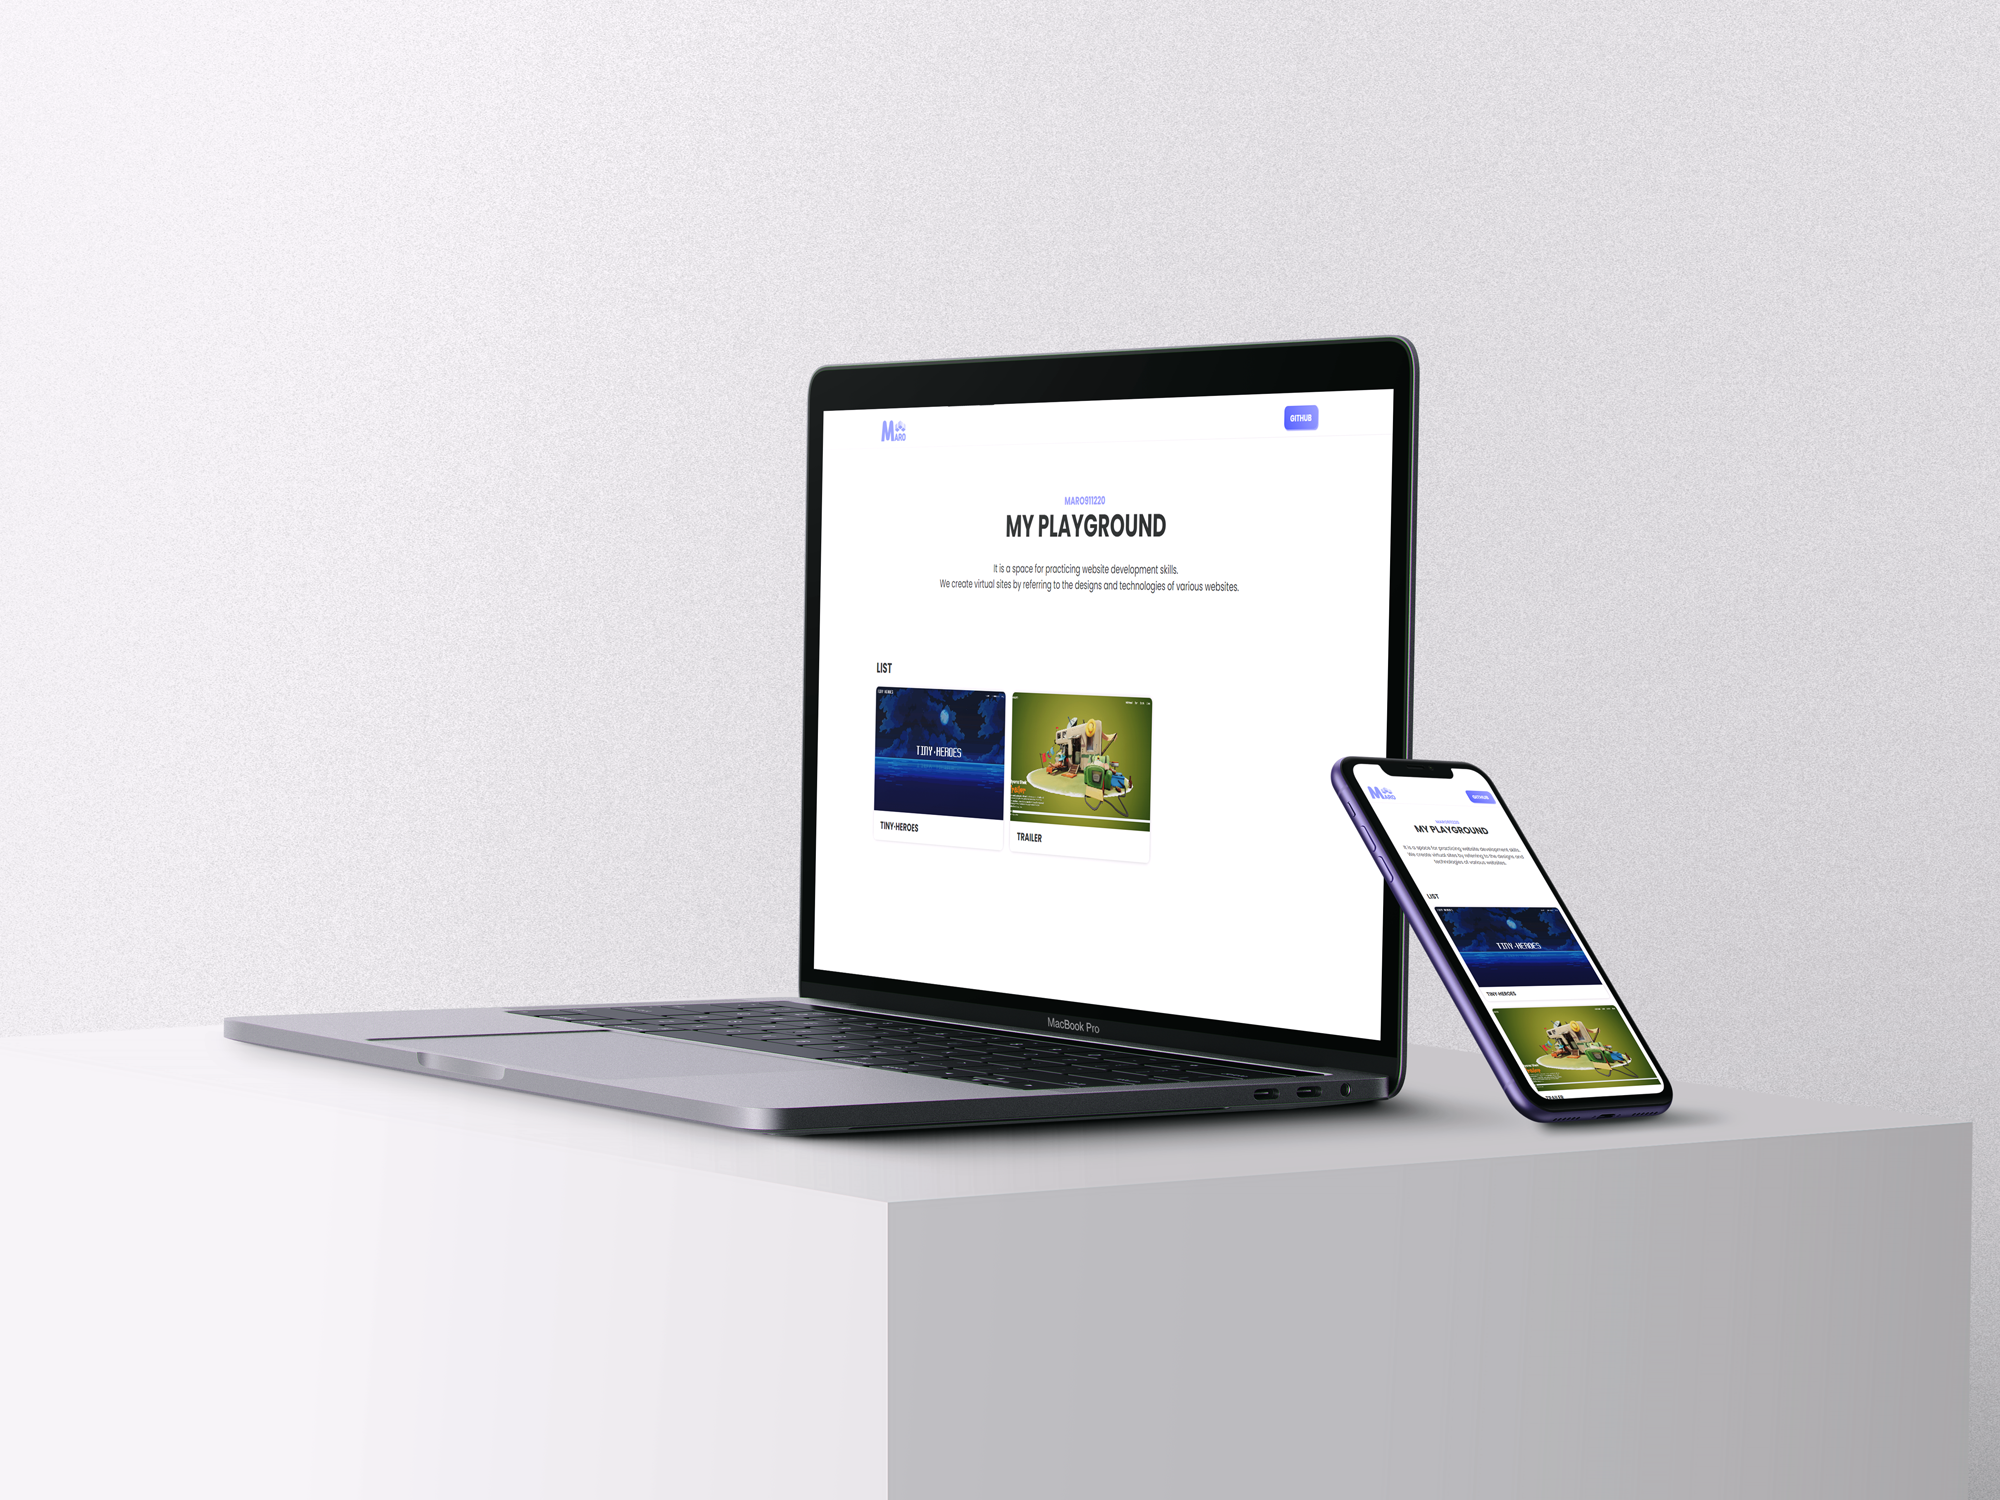 MARO
GITHUB
MARO911220
MY PLAYGROUND
It is a space for practicing website development skills.
We create virtual sites by referring to the designs and technologies of various websites.
LIST
TINY·HEROES
TINY-HEROES
TRAILER
MacBook Pro
MARO
GITHUB
MY PLAYGROUND
It is a space for practicing website development skills.
We create virtual sites by referring to the designs and
technologies of various websites.
LIST
TINY·HEROES
TINY HEROES
TRAILER